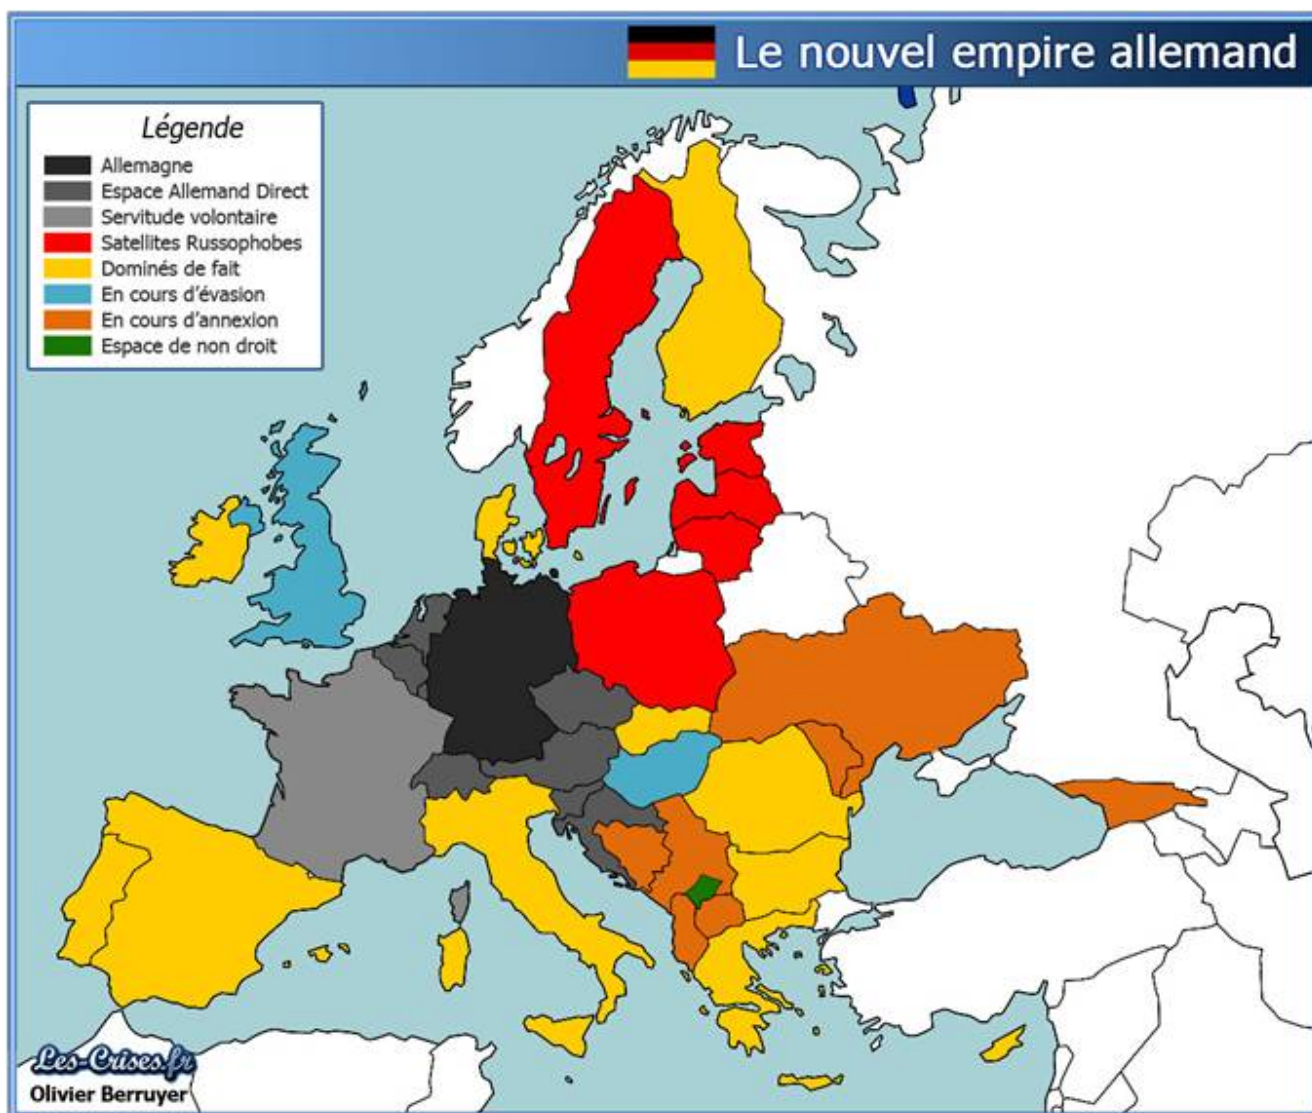 Le nouvel empire allemand
Légende
Allemagne
Espace Allemand Direct
Servitude volontaire
Satellites Russophobes
Dominés de fait
En cours d'évasion
En cours d'annexion
Espace de non droit
Les-Crises.fr
Olivier Berruyer